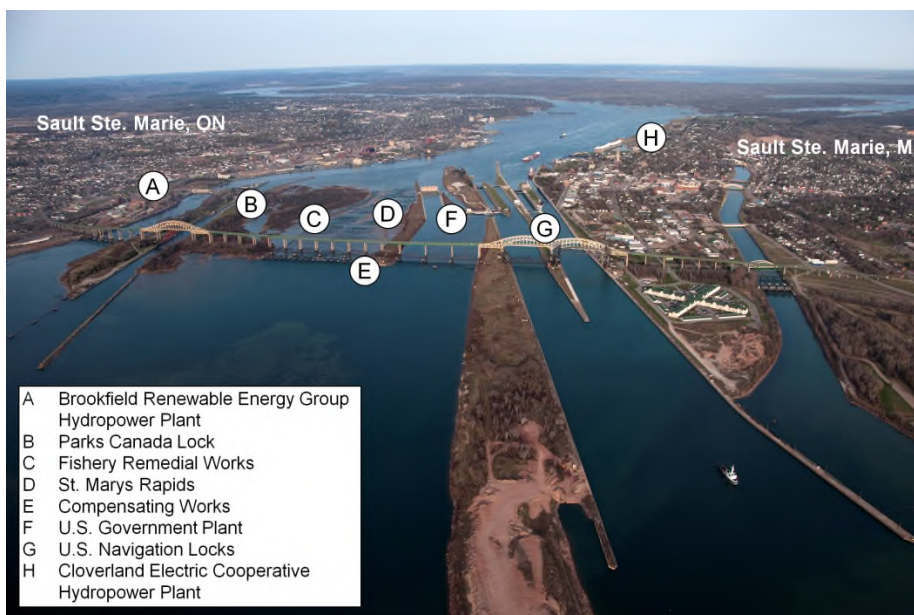 Sault Ste. Marie, ON
Sault Ste. Marie, M
H
A
B
C
D
F
G
E
A Brookfield Renewable Energy Group
Hydropower Plant
B Parks Canada Lock
C Fishery Remedial Works
D St. Marys Rapids
E Compensating Works
F U.S. Government Plant
G U.S. Navigation Locks
H Cloverland Electric Cooperative
Hydropower Plant